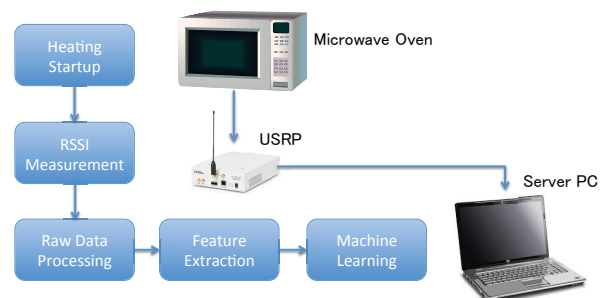 Heating
Startup
Microwave Oven
RSSI
Measurement
USRP
Server PC
Raw Data
Processing
Feature
Extraction
Machine
Learning